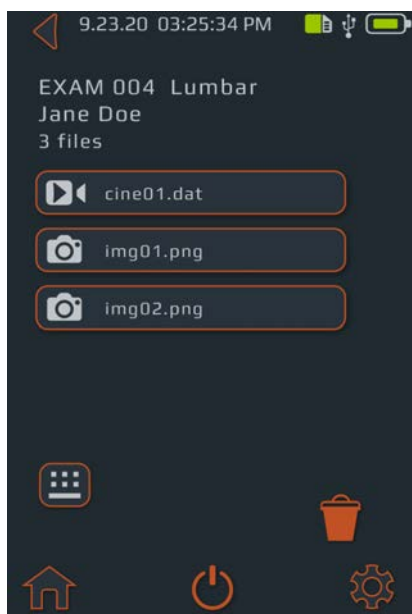 9.23.20 03:25:34 PM
EXAM 004 Lumbar
Jane Doe
3 files
cine01.dat
img01.png
img02.png